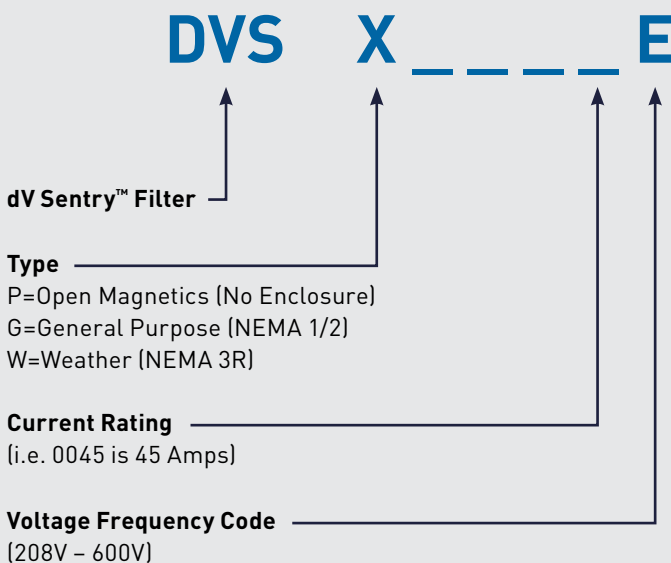 DVS X _ _ _ _ E
dV Sentry™ Filter
Type
P=Open Magnetics (No Enclosure)
G=General Purpose (NEMA 1/2)
W=Weather (NEMA 3R)
Current Rating
(i.e. 0045 is 45 Amps)
Voltage Frequency Code
(208V – 600V)